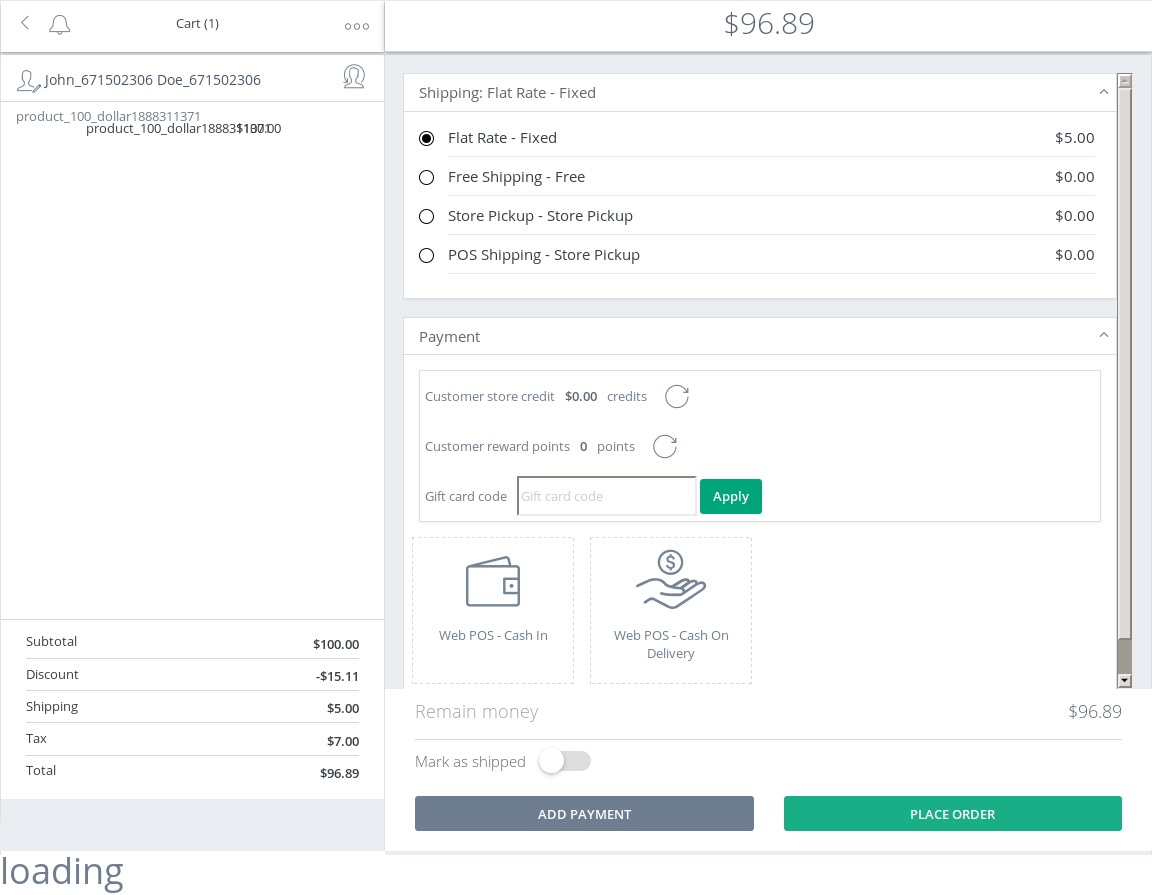 Cart (1)
$96.89
John_671502306 Doe_671502306
product_100_dollar1888311371
product_100_dollar1888311371
$100.00
Subtotal $100.00
Discount -$15.11
Shipping $5.00
Tax $7.00
Total $96.89
Shipping: Flat Rate - Fixed
Flat Rate - Fixed $5.00
Free Shipping - Free $0.00
Store Pickup - Store Pickup $0.00
POS Shipping - Store Pickup $0.00
Payment
Customer store credit $0.00 credits
Customer reward points 0 points
Gift card code Gift card code Apply
Web POS - Cash In
Web POS - Cash On
Delivery
Remain money $96.89
Mark as shipped
ADD PAYMENT PLACE ORDER
loading